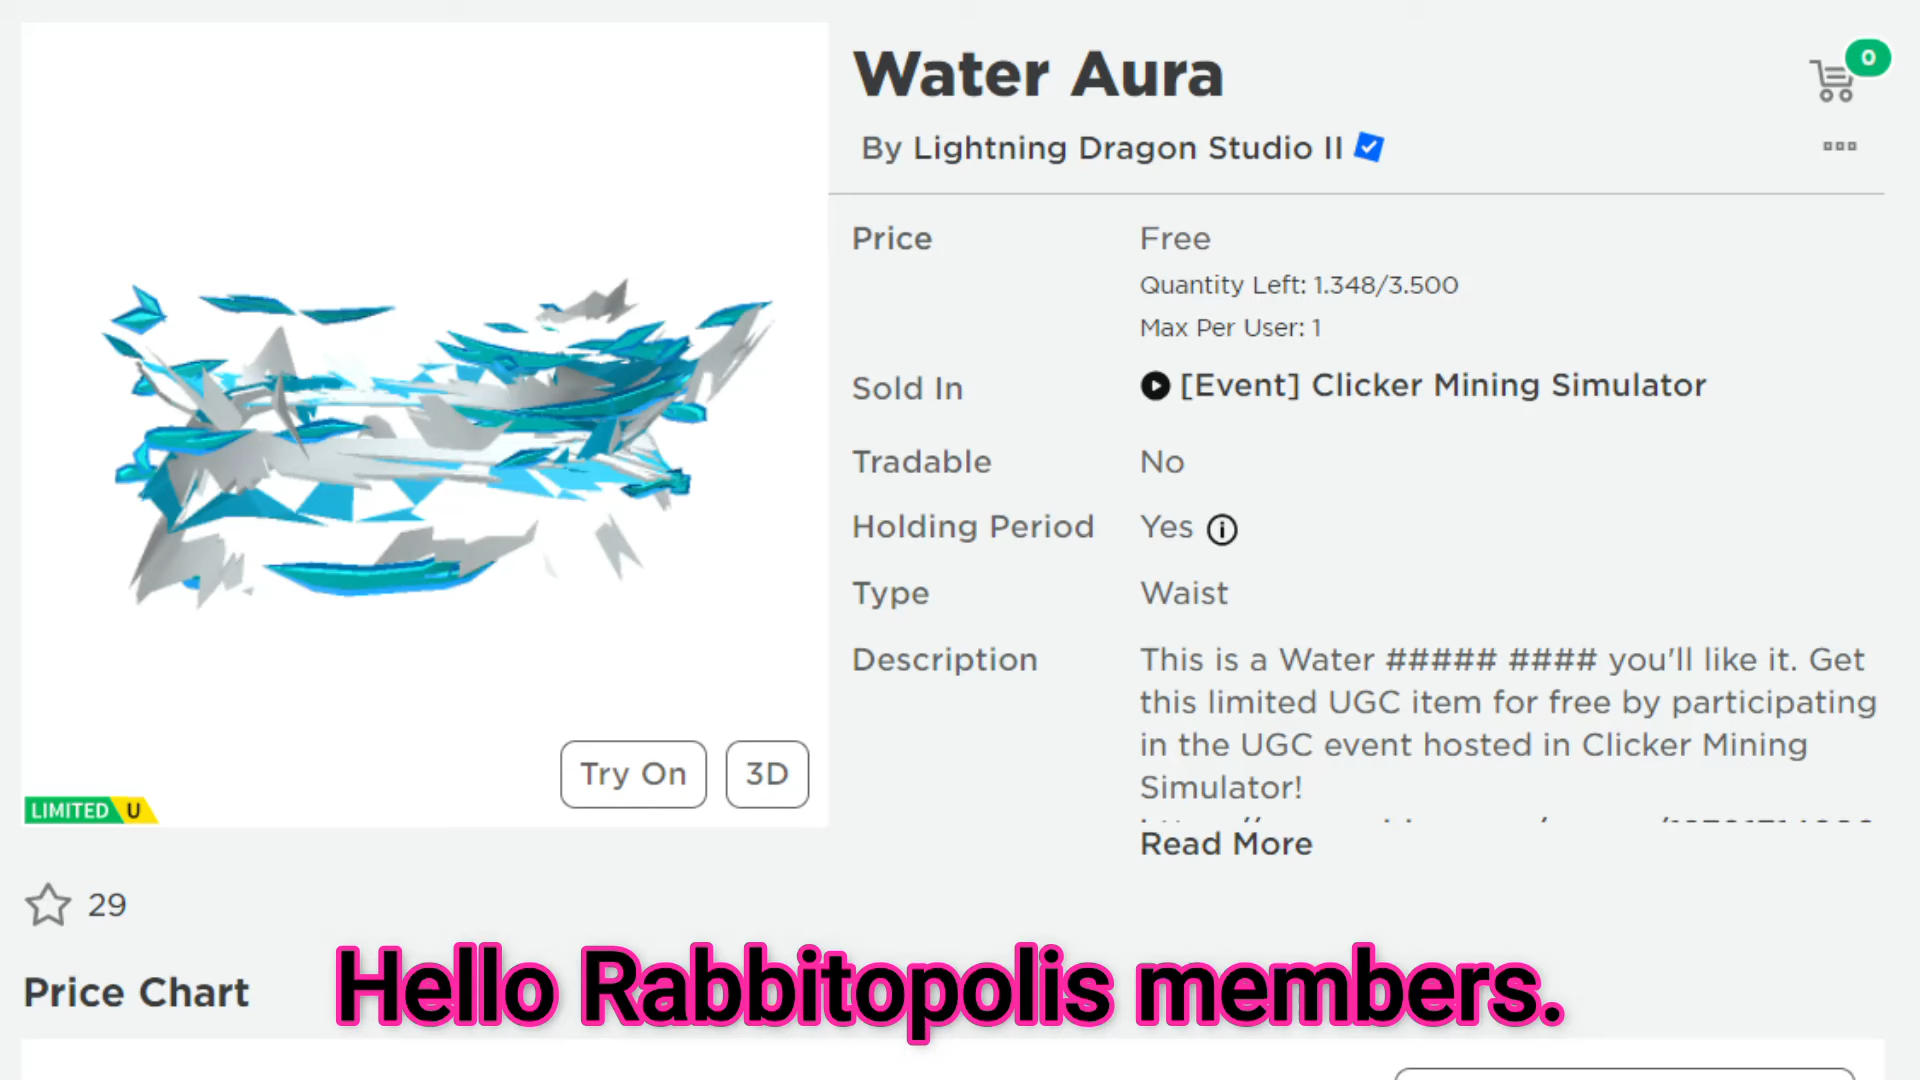 Water Aura
0
By Lightning Dragon Studio II
Price
Free
Quantity Left: 1.348/3.500
Max Per User: 1
Sold In
[Event] Clicker Mining Simulator
Tradable
No
Holding Period
Yes
Type
Waist
Description
This is a Water ##### #### you'll like it. Get
this limited UGC item for free by participating
in the UGC event hosted in Clicker Mining
Simulator!
Read More
Try On
3D
LIMITED U
29
Price Chart
Hello Rabbitopolis members.